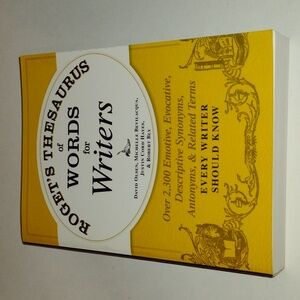 ROGET'S THESAURUS
of
WORDS
for
Writers
DAVID OLSEN, MICHELLE BEVILACQUA,
JUSTIN CORD HAYES,
& ROBERT BLY
Over 2,300 Emotive, Evocative,
Descriptive Synonyms,
Antonyms, & Related Terms
EVERY WRITER
SHOULD KNOW